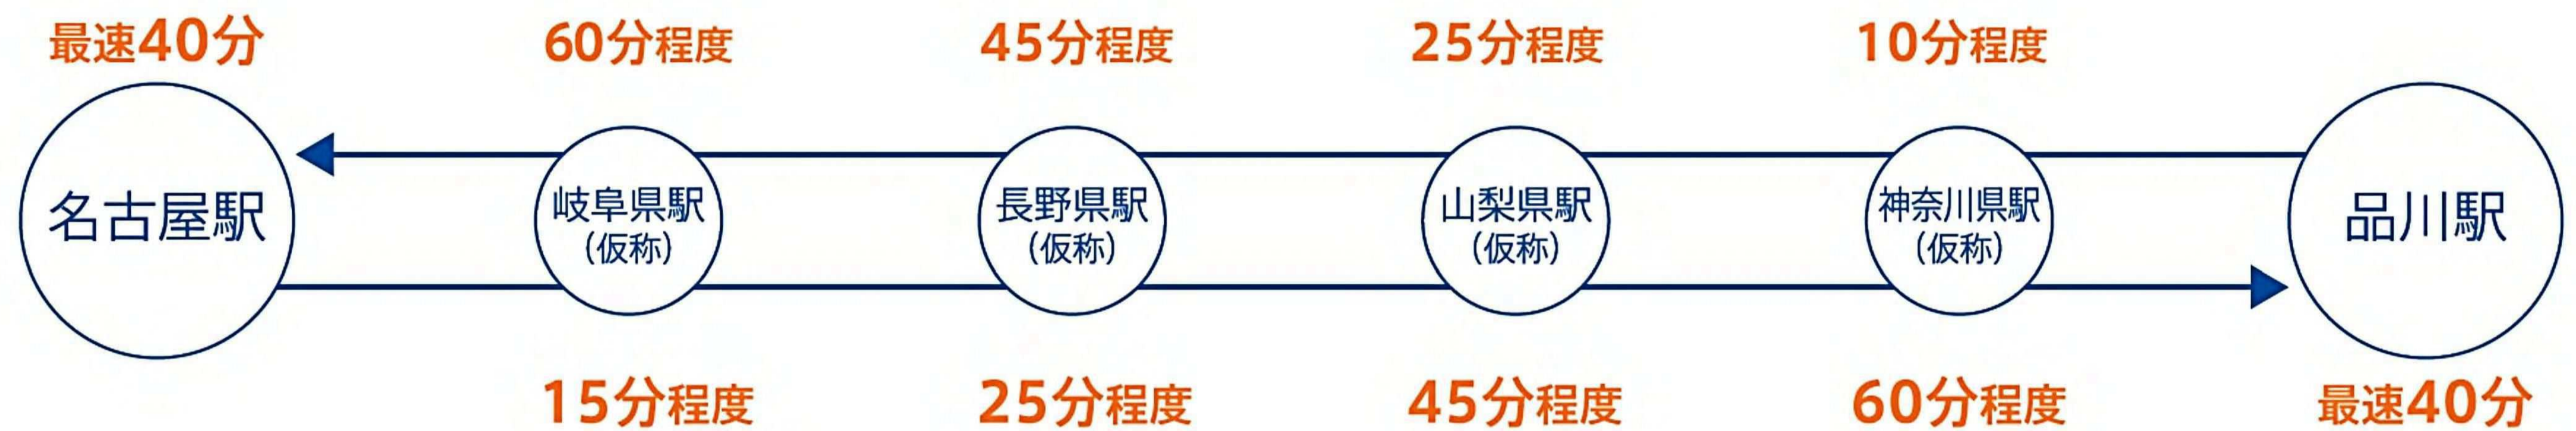 最速40分
60分程度
45分程度
25分程度
10分程度
名古屋駅
岐阜県駅
(仮称)
長野県駅
(仮称)
山梨県駅
(仮称)
神奈川県駅
(仮称)
品川駅
15分程度
25分程度
45分程度
60分程度
最速40分